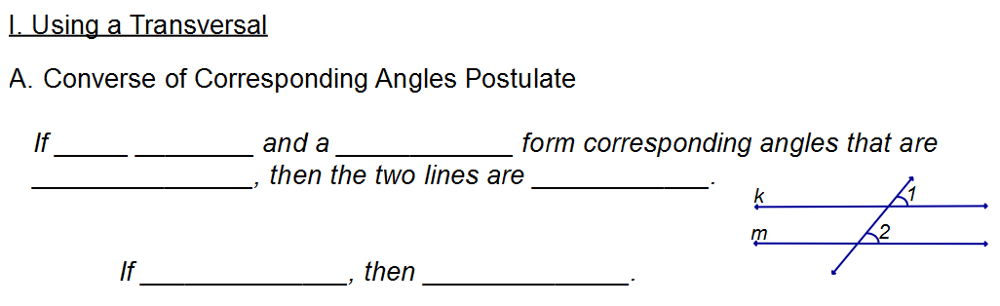 I. Using a Transversal
A. Converse of Corresponding Angles Postulate
If _____ ________ and a ____________ form corresponding angles that are
_______________, then the two lines are ____________.
k
1
m
2
If ______________, then ______________.